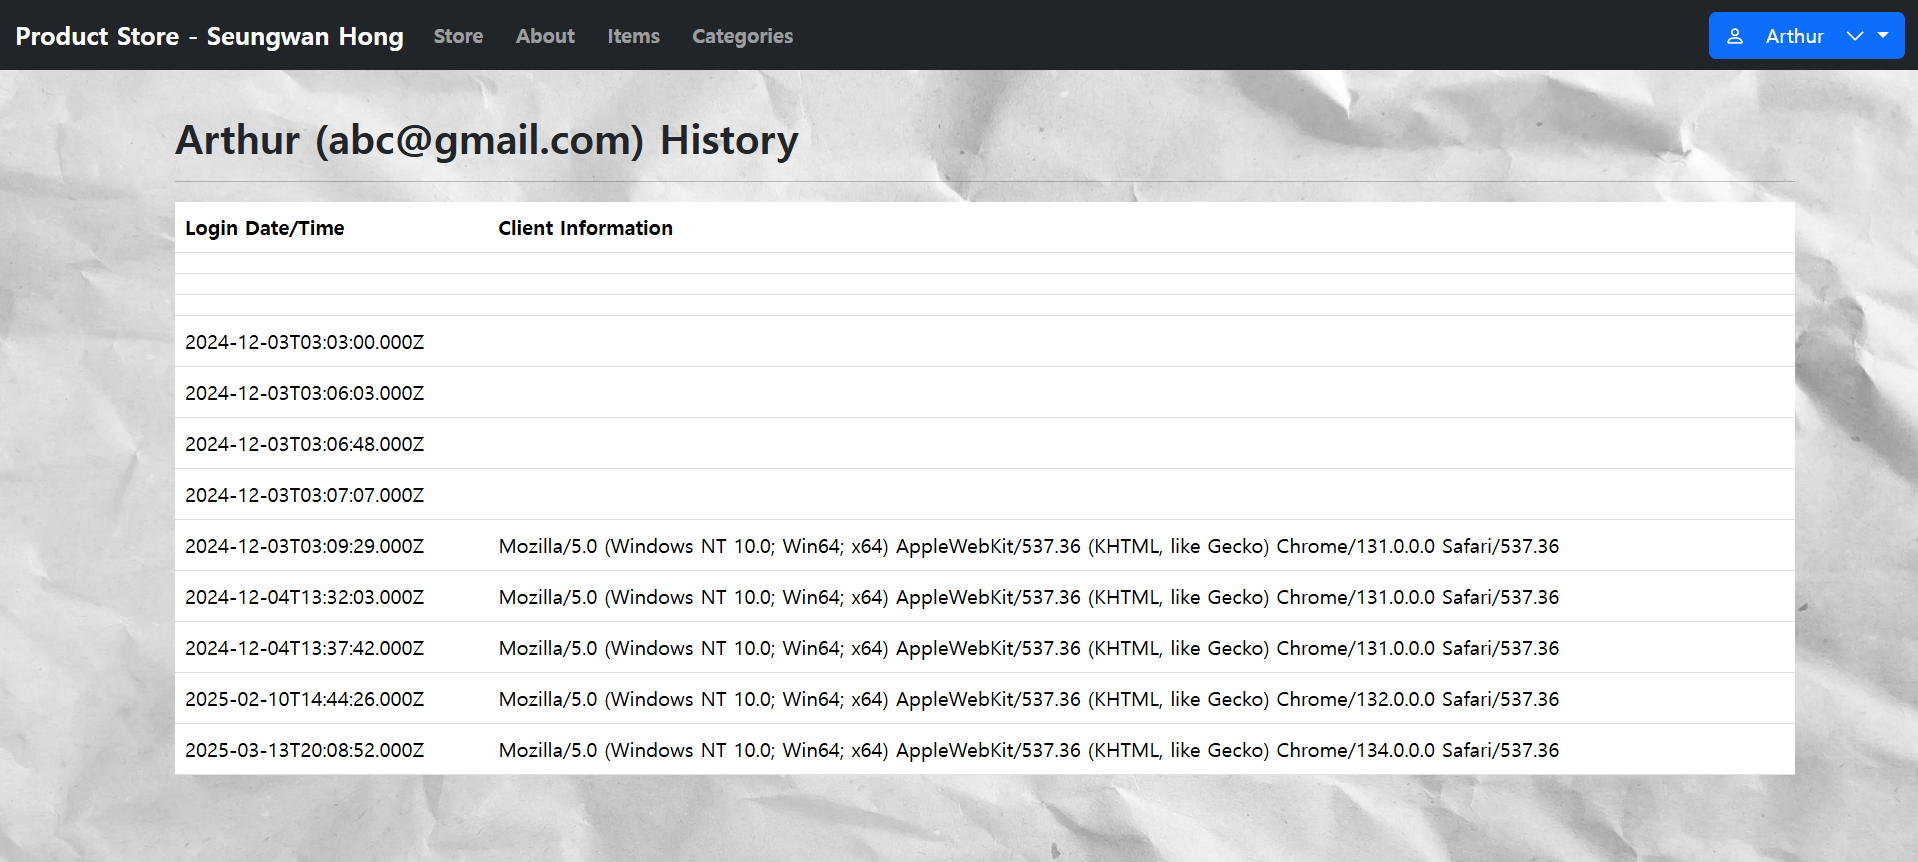 Product Store - Seungwan Hong Store About Items Categories Arthur
Arthur (abc@gmail.com) History
Login Date/Time Client Information
2024-12-03T03:03:00.000Z
2024-12-03T03:06:03.000Z
2024-12-03T03:06:48.000Z
2024-12-03T03:07:07.000Z
2024-12-03T03:09:29.000Z Mozilla/5.0 (Windows NT 10.0; Win64; x64) AppleWebKit/537.36 (KHTML, like Gecko) Chrome/131.0.0.0 Safari/537.36
2024-12-04T13:32:03.000Z Mozilla/5.0 (Windows NT 10.0; Win64; x64) AppleWebKit/537.36 (KHTML, like Gecko) Chrome/131.0.0.0 Safari/537.36
2024-12-04T13:37:42.000Z Mozilla/5.0 (Windows NT 10.0; Win64; x64) AppleWebKit/537.36 (KHTML, like Gecko) Chrome/131.0.0.0 Safari/537.36
2025-02-10T14:44:26.000Z Mozilla/5.0 (Windows NT 10.0; Win64; x64) AppleWebKit/537.36 (KHTML, like Gecko) Chrome/132.0.0.0 Safari/537.36
2025-03-13T20:08:52.000Z Mozilla/5.0 (Windows NT 10.0; Win64; x64) AppleWebKit/537.36 (KHTML, like Gecko) Chrome/134.0.0.0 Safari/537.36